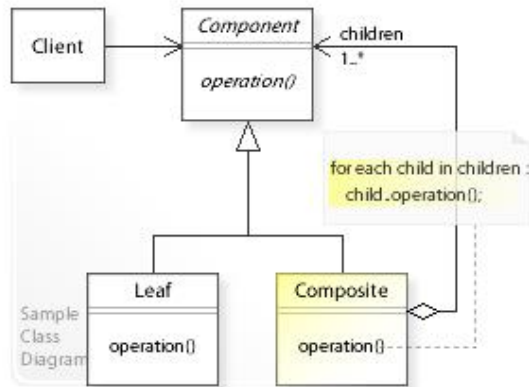 Client
Component
operation()
children
1..*
for each child in children :
child.operation();
Leaf
operation()
Composite
operation()
Sample
Class
Diagram